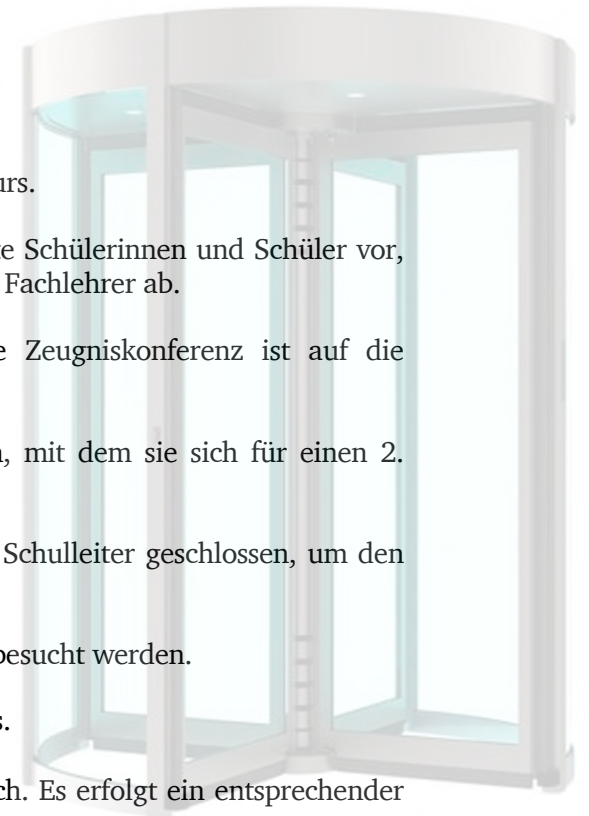 urs.
e Schülerinnen und Schüler vor,
Fachlehrer ab.
e Zeugniskonferenz ist auf die
, mit dem sie sich für einen 2.
Schulleiter geschlossen, um den
besucht werden.
s.
ch. Es erfolgt ein entsprechender